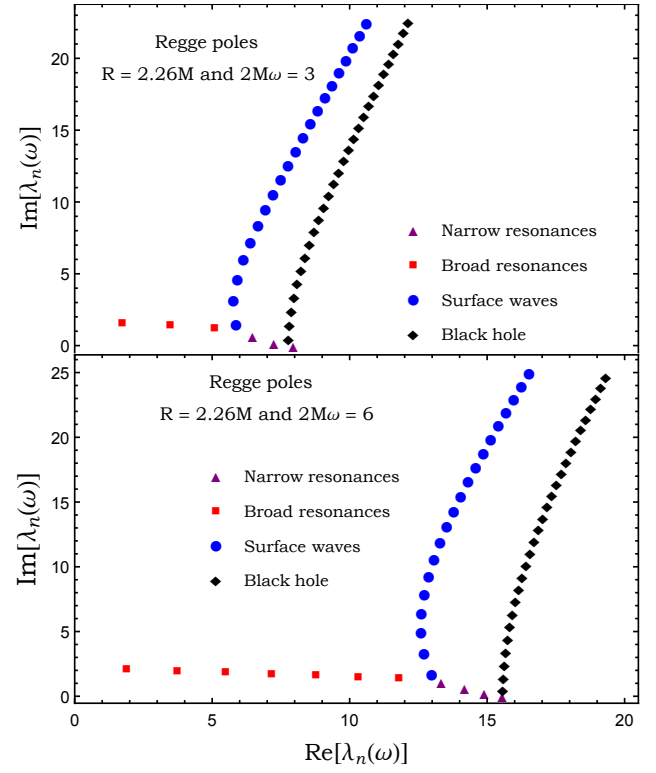 Regge poles
R = 2.26M and 2Mω = 3
Im[λn(ω)]
20
15
10
5
0
Narrow resonances
Broad resonances
Surface waves
Black hole
Regge poles
R = 2.26M and 2Mω = 6
Im[λn(ω)]
25
20
15
10
5
0
Narrow resonances
Broad resonances
Surface waves
Black hole
0 5 10 15 20
Re[λn(ω)]